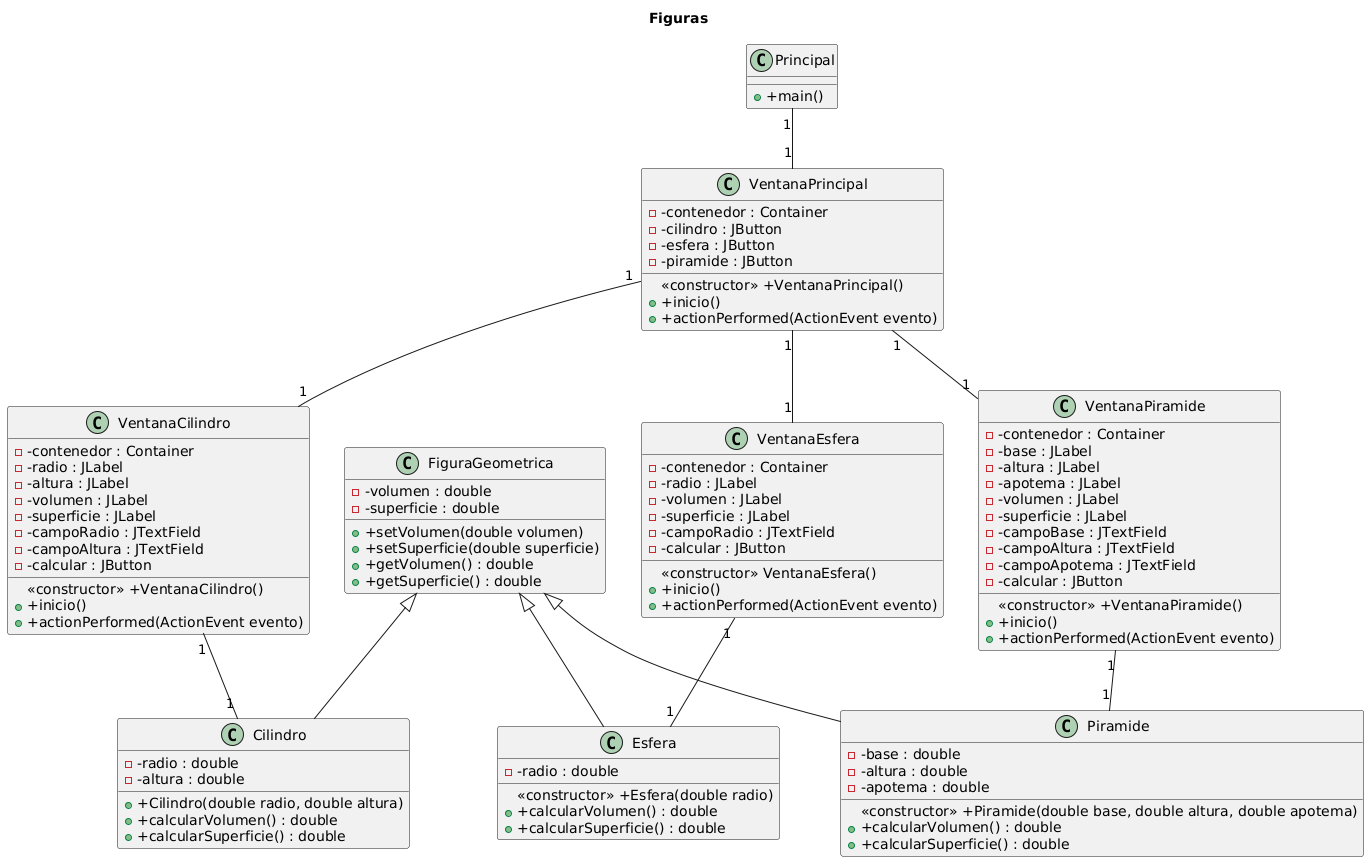 Figuras
C Principal
+main()
1
1
C VentanaPrincipal
-contenedor : Container
-cilindro : JButton
-esfera : JButton
-piramide : JButton
«constructor» +VentanaPrincipal()
+inicio()
+actionPerformed(ActionEvent evento)
1
1
1
1
1
1
C VentanaCilindro
-contenedor : Container
-radio : JLabel
-altura : JLabel
-volumen : JLabel
-superficie : JLabel
-campoRadio : JTextField
-campoAltura : JTextField
-calcular : JButton
«constructor» +VentanaCilindro()
+inicio()
+actionPerformed(ActionEvent evento)
C FiguraGeometrica
-volumen : double
-superficie : double
+setVolumen(double volumen)
+setSuperficie(double superficie)
+getVolumen() : double
+getSuperficie() : double
C VentanaEsfera
-contenedor : Container
-radio : JLabel
-volumen : JLabel
-superficie : JLabel
-campoRadio : JTextField
-calcular : JButton
«constructor» VentanaEsfera()
+inicio()
+actionPerformed(ActionEvent evento)
C VentanaPiramide
-contenedor : Container
-base : JLabel
-altura : JLabel
-apotema : JLabel
-volumen : JLabel
-superficie : JLabel
-campoBase : JTextField
-campoAltura : JTextField
-campoApotema : JTextField
-calcular : JButton
«constructor» +VentanaPiramide()
+inicio()
+actionPerformed(ActionEvent evento)
1
1
1
1
1
1
C Cilindro
-radio : double
-altura : double
+Cilindro(double radio, double altura)
+calcularVolumen() : double
+calcularSuperficie() : double
C Esfera
-radio : double
«constructor» +Esfera(double radio)
+calcularVolumen() : double
+calcularSuperficie() : double
C Piramide
-base : double
-altura : double
-apotema : double
«constructor» +Piramide(double base, double altura, double apotema)
+calcularVolumen() : double
+calcularSuperficie() : double